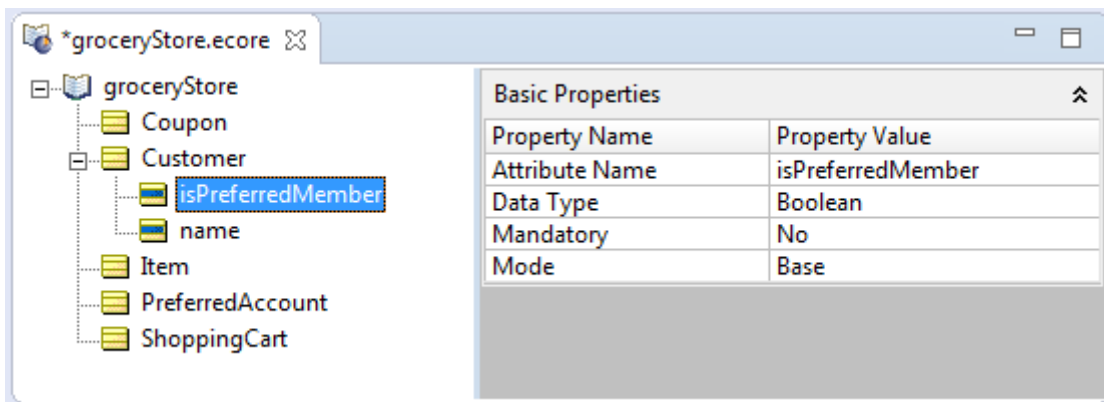 *groceryStore.ecore
groceryStore
Coupon
Customer
isPreferredMember
name
Item
PreferredAccount
ShoppingCart
Basic Properties
Property Name Property Value
Attribute Name isPreferredMember
Data Type Boolean
Mandatory No
Mode Base